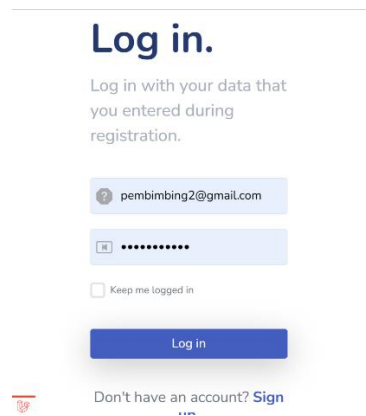 Log in.
Log in with your data that
you entered during
registration.
pembimbing2@gmail.com
•••••••••••
Keep me logged in
Log in
Don't have an account? Sign
up